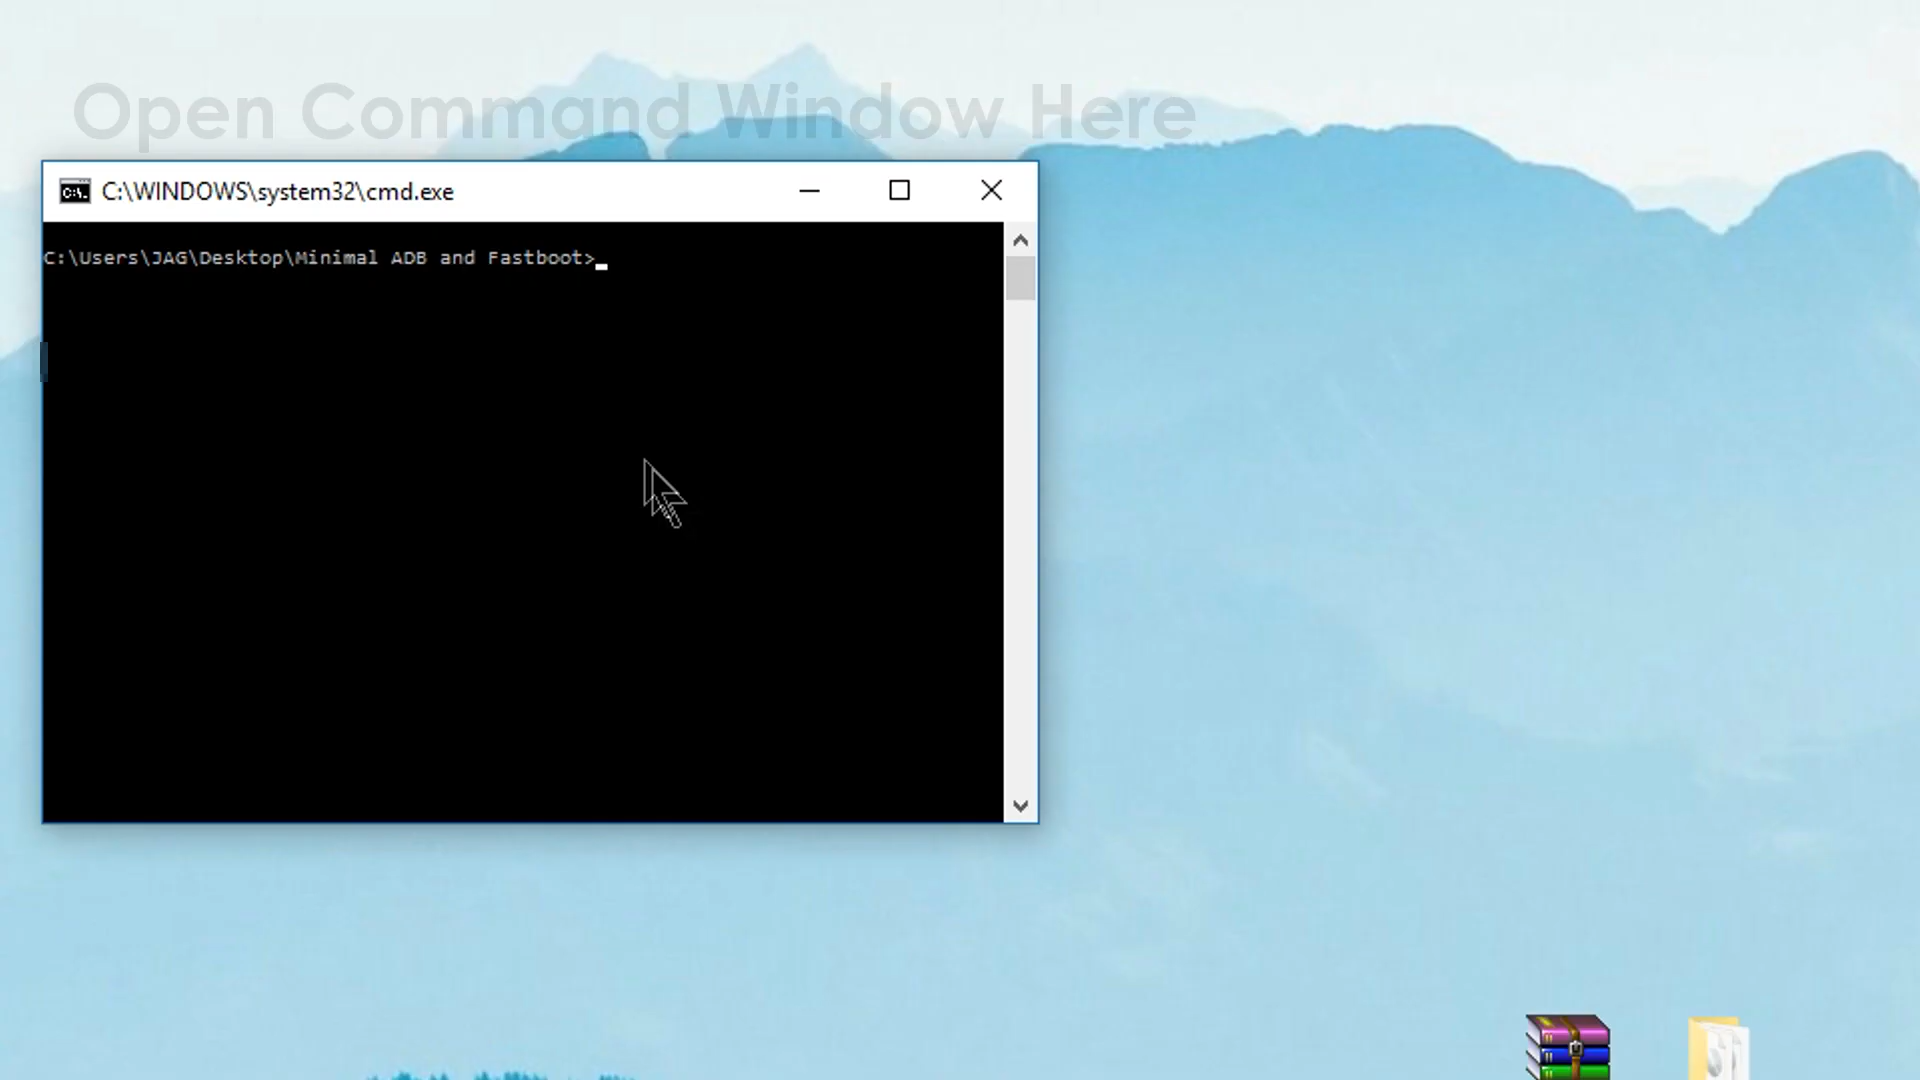 Open Command Window Here
C:\WINDOWS\system32\cmd.exe
C:\Users\JAG\Desktop\Minimal ADB and Fastboot>